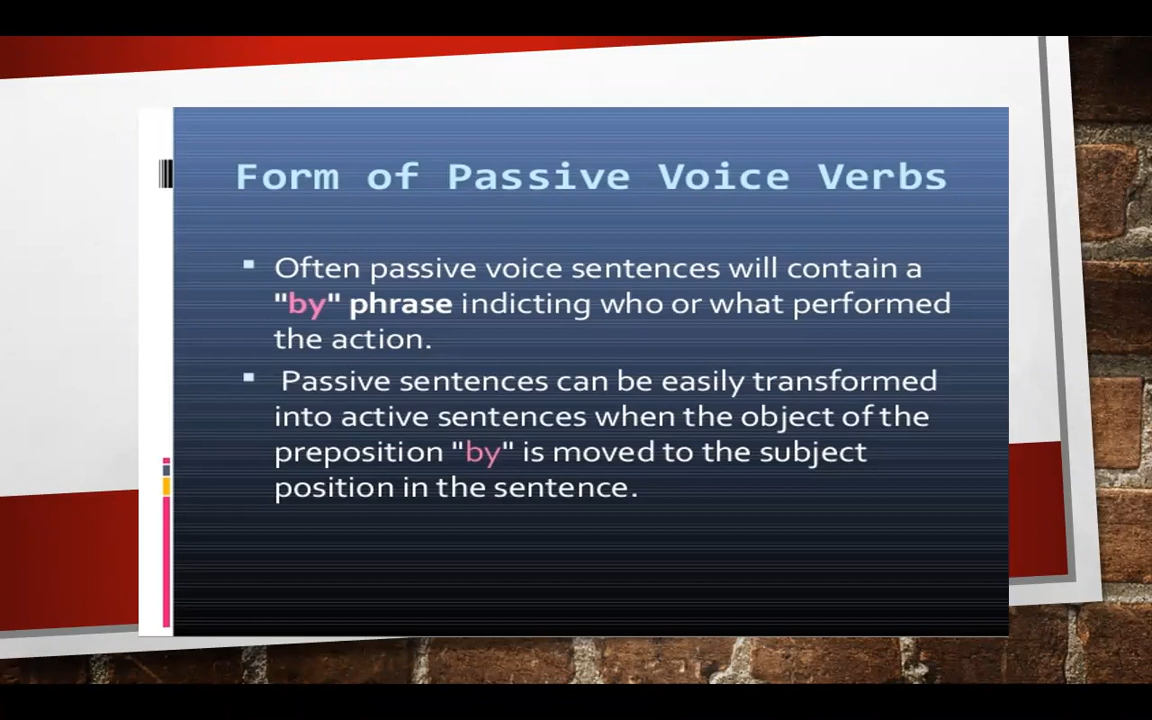 Form of Passive Voice Verbs
▪ Often passive voice sentences will contain a
"by" phrase indicting who or what performed
the action.
▪ Passive sentences can be easily transformed
into active sentences when the object of the
preposition "by" is moved to the subject
position in the sentence.